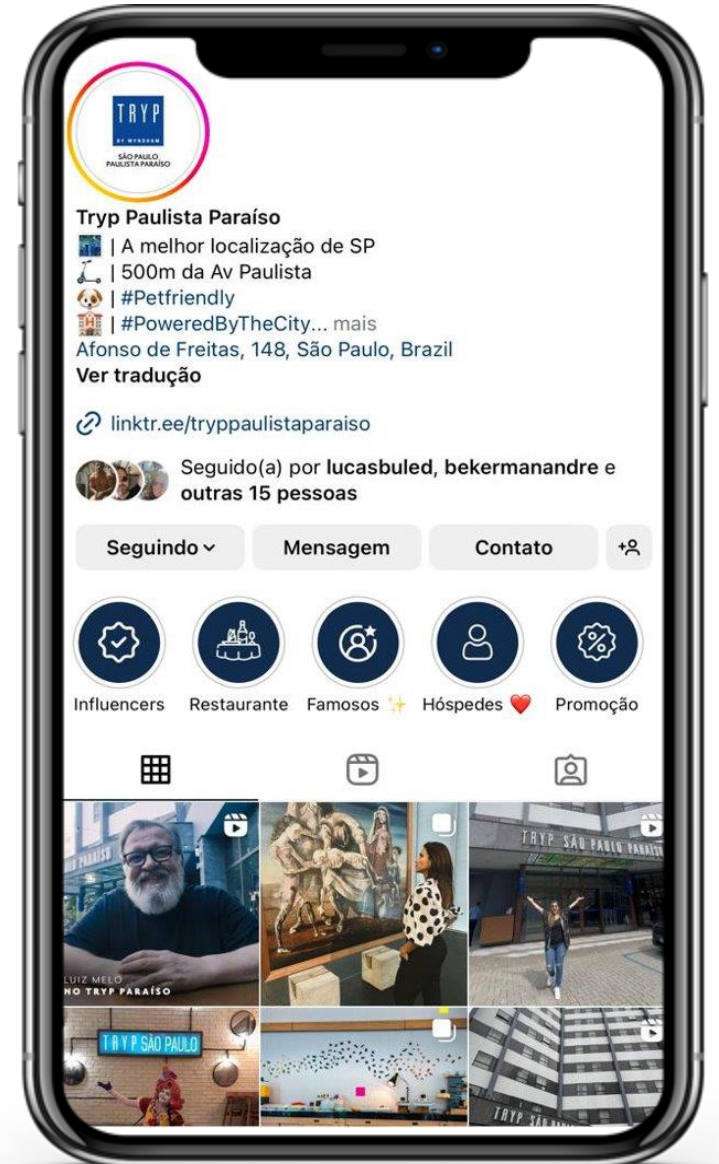 TRYP
BY WYNDHAM
SÃO PAULO
PAULISTA PARAÍSO
Tryp Paulista Paraíso
| A melhor localização de SP
| 500m da Av Paulista
| #Petfriendly
| #PoweredByTheCity... mais
Afonso de Freitas, 148, São Paulo, Brazil
Ver tradução
linktr.ee/tryppaulistaparaiso
Seguido(a) por lucasbuled, bekermanandre e
outras 15 pessoas
Seguindo
Mensagem
Contato
Influencers
Restaurante
Famosos ✨
Hóspedes ❤️
Promoção
PARAÍSO
LUIZ MELO
NO TRYP PARAÍSO
TRYP SÃO PAULO PARAÍSO
TRYP SÃO PAULO
TRYP SÃO